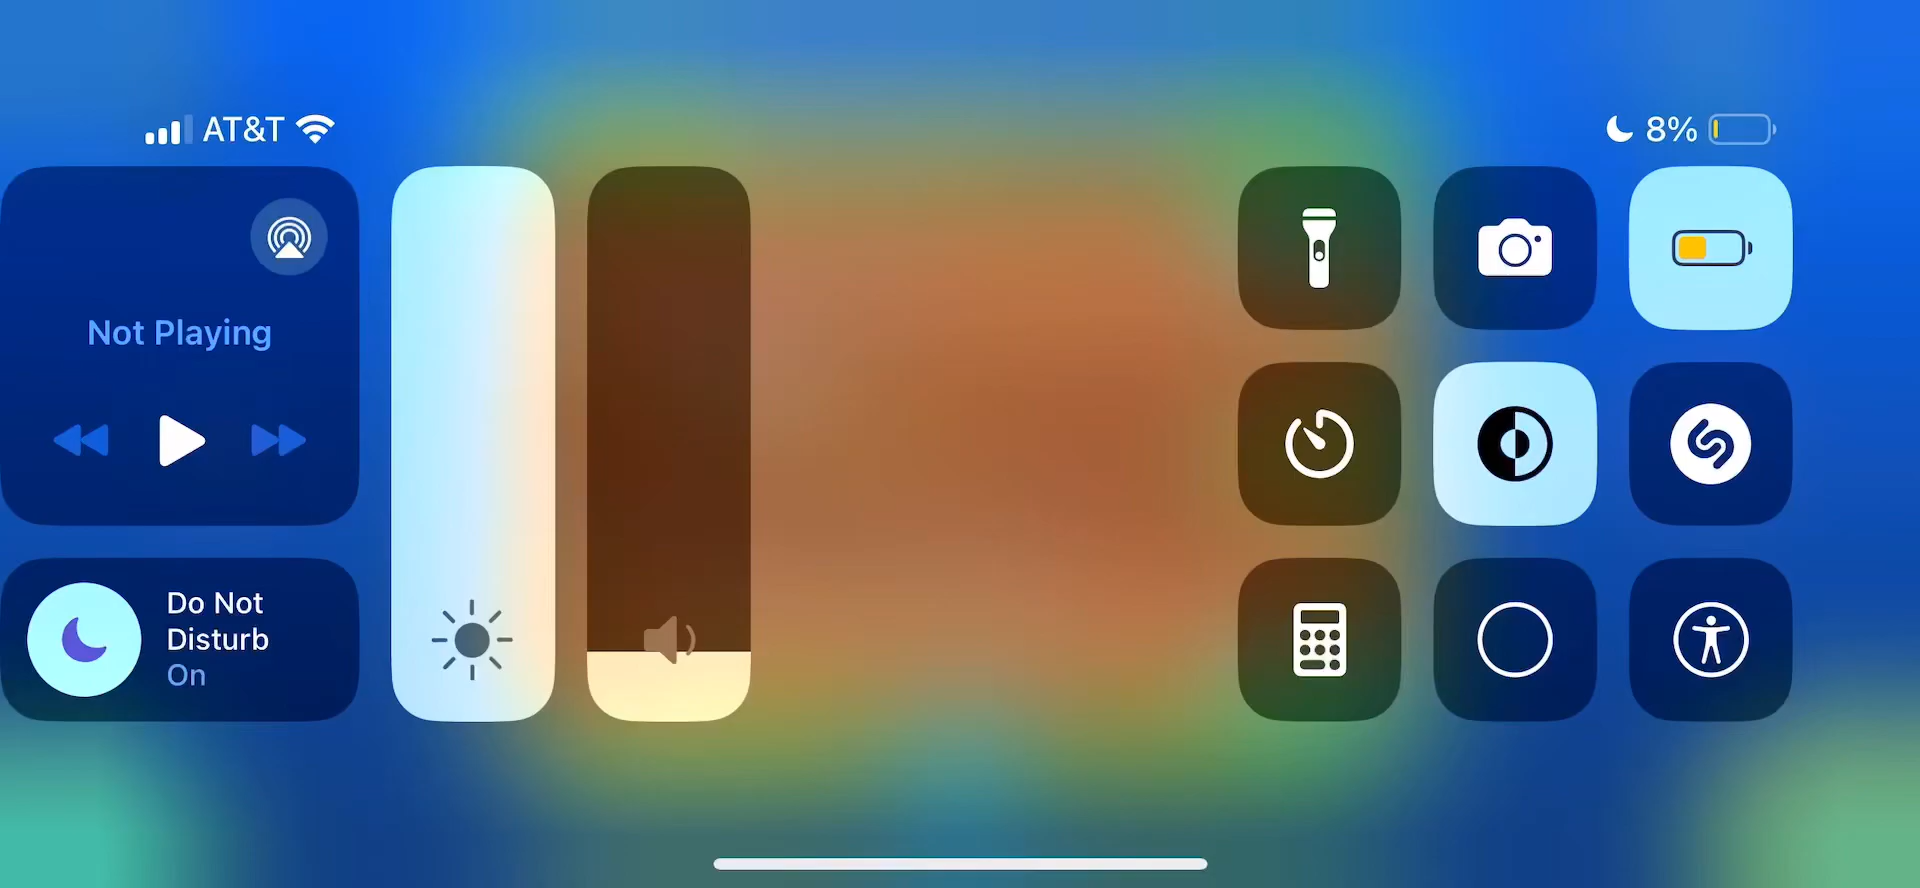 AT&T
8%
Not Playing
Do Not
Disturb
On